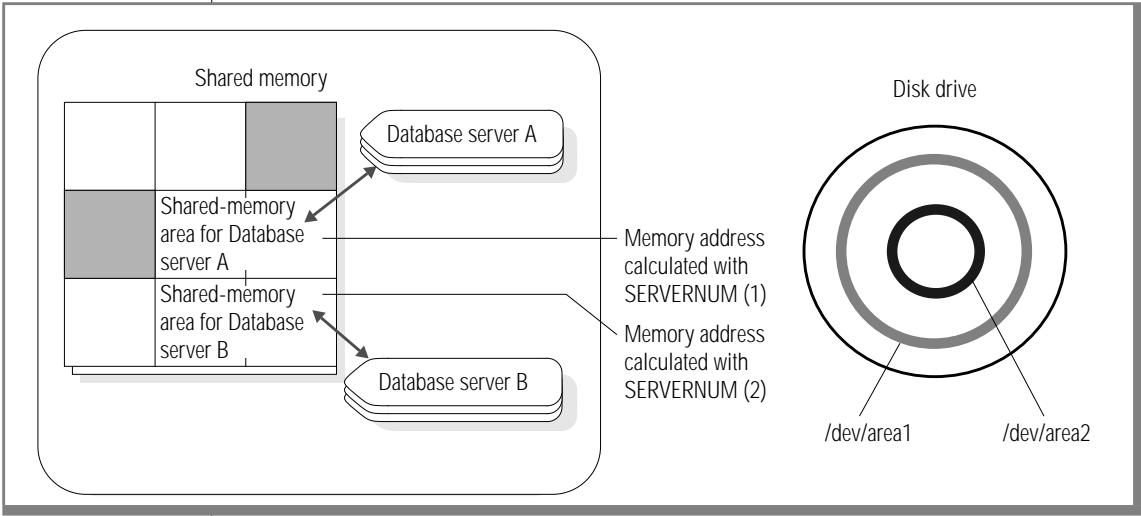 Shared memory
Database server A
Shared-memory
area for Database
server A
Shared-memory
area for Database
server B
Database server B
Memory address
calculated with
SERVERNUM (1)
Memory address
calculated with
SERVERNUM (2)
Disk drive
/dev/area1
/dev/area2